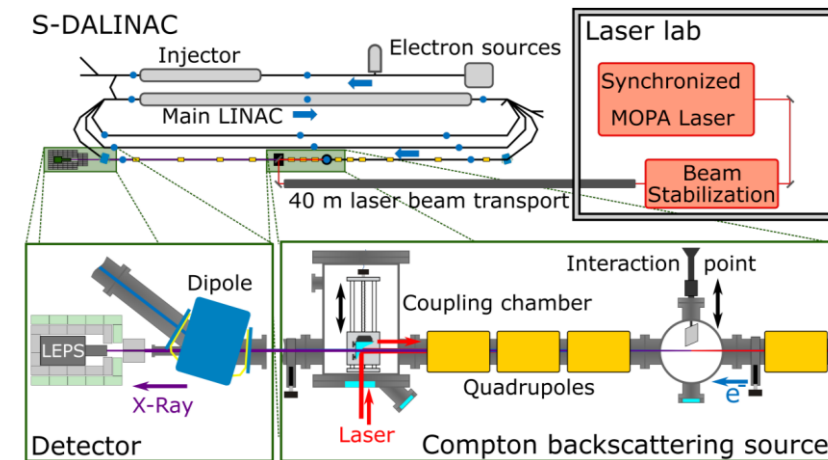 S-DALINAC
Injector
Electron sources
Main LINAC
Laser lab
Synchronized
MOPA Laser
Beam
Stabilization
40 m laser beam transport
Dipole
LEPS
X-Ray
Detector
Interaction point
Coupling chamber
Quadrupoles
e-
Laser
Compton backscattering source